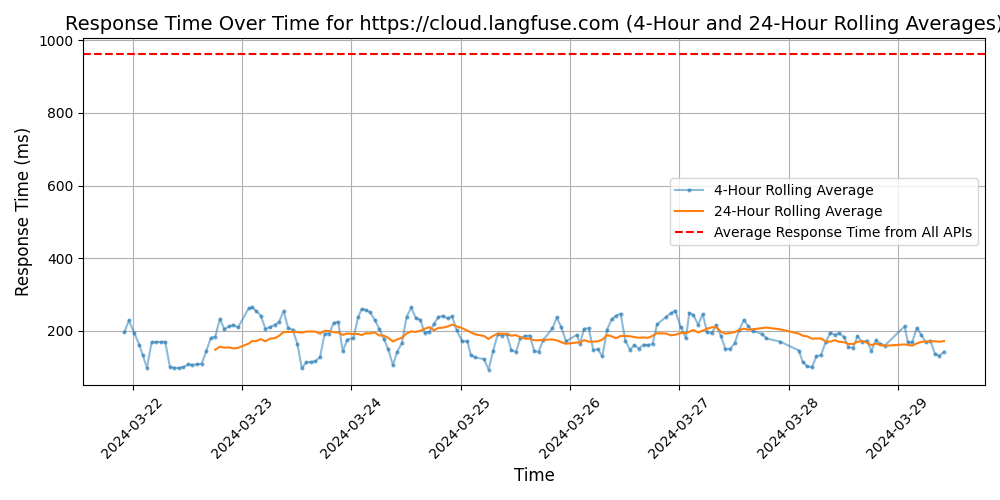 Response Time Over Time for https://cloud.langfuse.com (4-Hour and 24-Hour Rolling Averages)
Response Time (ms)
1000
800
600
400
200
4-Hour Rolling Average
24-Hour Rolling Average
Average Response Time from All APIs
2024-03-22
2024-03-23
2024-03-24
2024-03-25
2024-03-26
2024-03-27
2024-03-28
2024-03-29
Time